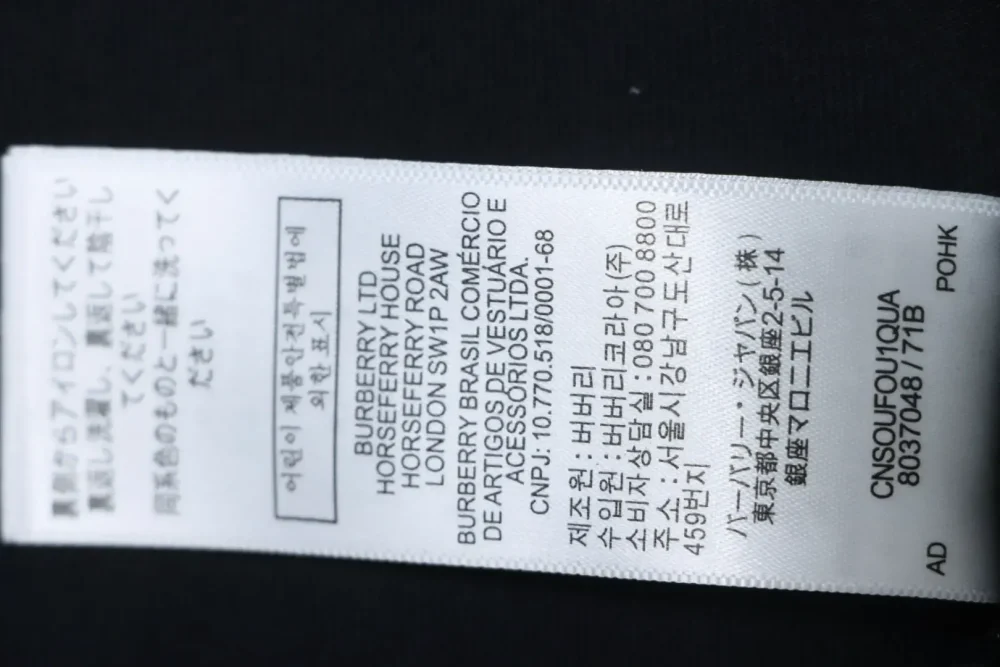 裏側からアイロンしてください
裏返し洗濯し、裏返して陰干し
てください
同系色のものと一緒に洗ってく
ださい
어린이 제품안전특별법에
의한 표시
BURBERRY LTD
HORSEFERRY HOUSE
HORSEFERRY ROAD
LONDON SW1P 2AW
BURBERRY BRASIL COMÉRCIO
DE ARTIGOS DE VESTUÁRIO E
ACESSÓRIOS LTDA.
CNPJ: 10.770.518/0001-68
제조원 : 버버리
수입원 : 버버리코리아(주)
소비자상담실 : 080 700 8800
주소 : 서울시강남구도산대로
459번지
バーバリー・ジャパン(株)
東京都中央区銀座2-5-14
銀座マロニエビル
CNSOUFOU1QUA
8037048 / 71B
AD POHK